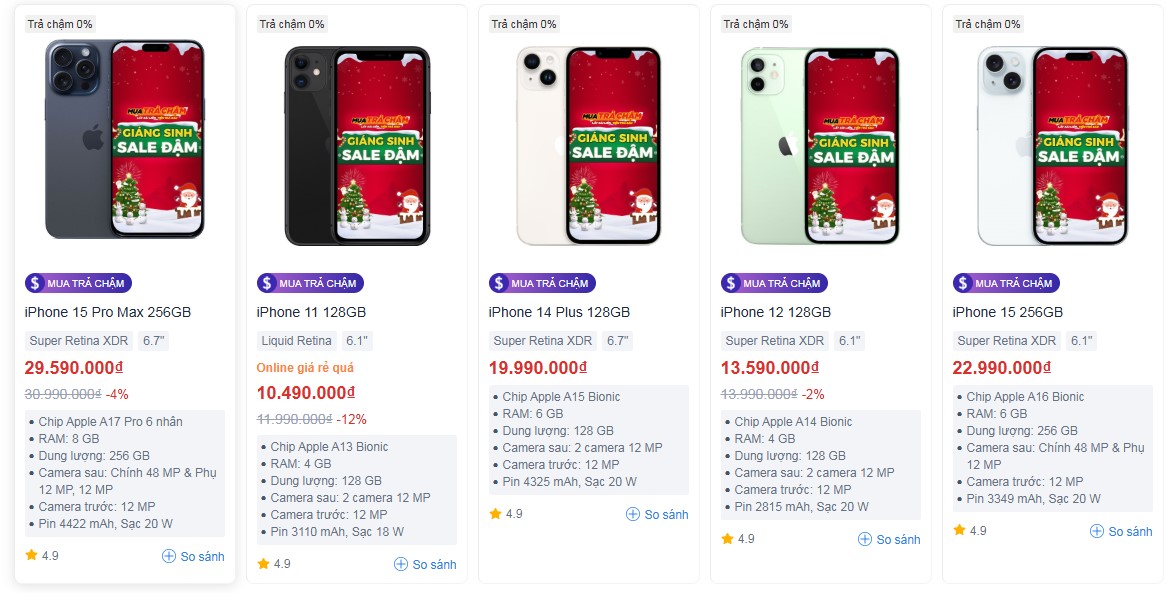 Trả chậm 0%
MUA TRẢ CHẬM
GIÁNG SINH
SALE ĐẬM
MUA TRẢ CHẬM
iPhone 15 Pro Max 256GB
Super Retina XDR 6.7"
29.590.000₫
30.990.000₫ -4%
Chip Apple A17 Pro 6 nhân
RAM: 8 GB
Dung lượng: 256 GB
Camera sau: Chính 48 MP & Phụ
12 MP, 12 MP
Camera trước: 12 MP
Pin 4422 mAh, Sạc 20 W
4.9 So sánh
Trả chậm 0%
MUA TRẢ CHẬM
GIÁNG SINH
SALE ĐẬM
MUA TRẢ CHẬM
iPhone 11 128GB
Liquid Retina 6.1"
Online giá rẻ quá
10.490.000₫
11.990.000₫ -12%
Chip Apple A13 Bionic
RAM: 4 GB
Dung lượng: 128 GB
Camera sau: 2 camera 12 MP
Camera trước: 12 MP
Pin 3110 mAh, Sạc 18 W
4.9 So sánh
Trả chậm 0%
MUA TRẢ CHẬM
GIÁNG SINH
SALE ĐẬM
MUA TRẢ CHẬM
iPhone 14 Plus 128GB
Super Retina XDR 6.7"
19.990.000₫
Chip Apple A15 Bionic
RAM: 6 GB
Dung lượng: 128 GB
Camera sau: 2 camera 12 MP
Camera trước: 12 MP
Pin 4325 mAh, Sạc 20 W
4.9 So sánh
Trả chậm 0%
MUA TRẢ CHẬM
GIÁNG SINH
SALE ĐẬM
MUA TRẢ CHẬM
iPhone 12 128GB
Super Retina XDR 6.1"
13.590.000₫
13.990.000₫ -2%
Chip Apple A14 Bionic
RAM: 4 GB
Dung lượng: 128 GB
Camera sau: 2 camera 12 MP
Camera trước: 12 MP
Pin 2815 mAh, Sạc 20 W
4.9 So sánh
Trả chậm 0%
MUA TRẢ CHẬM
GIÁNG SINH
SALE ĐẬM
MUA TRẢ CHẬM
iPhone 15 256GB
Super Retina XDR 6.1"
22.990.000₫
Chip Apple A16 Bionic
RAM: 6 GB
Dung lượng: 256 GB
Camera sau: Chính 48 MP & Phụ
12 MP
Camera trước: 12 MP
Pin 3349 mAh, Sạc 20 W
4.9 So sánh